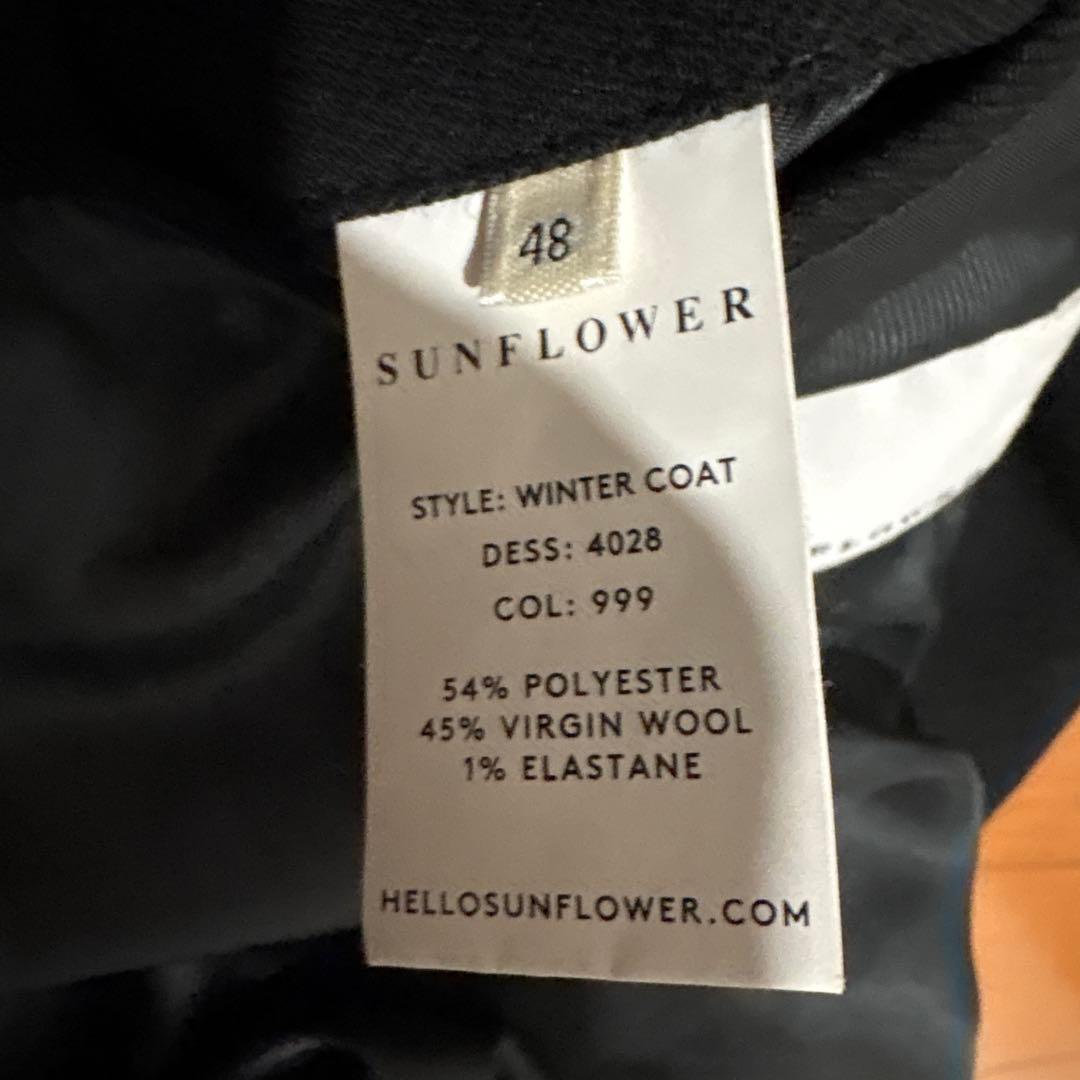 48
SUNFLOWER
STYLE: WINTER COAT
DESS: 4028
COL: 999
54% POLYESTER
45% VIRGIN WOOL
1% ELASTANE
HELLOSUNFLOWER.COM